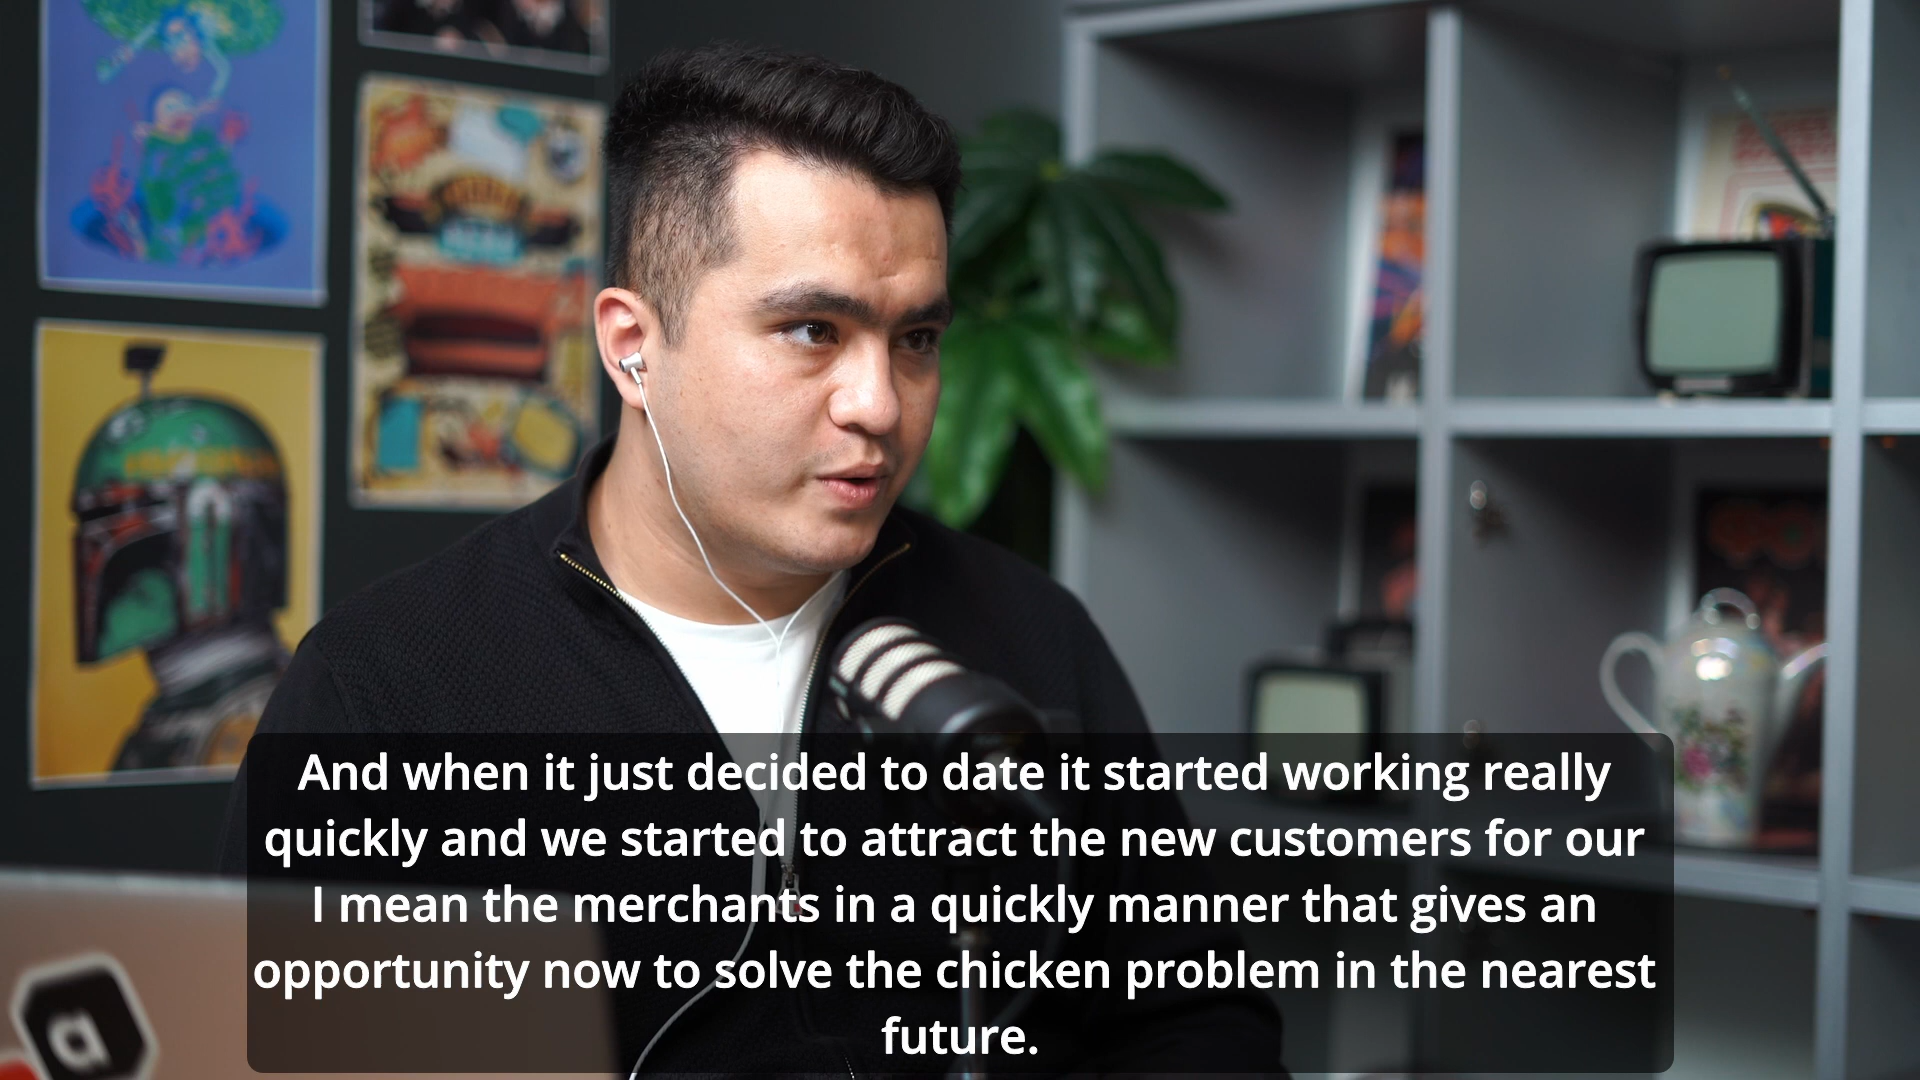 And when it just decided to date it started working really
quickly and we started to attract the new customers for our
I mean the merchants in a quickly manner that gives an
opportunity now to solve the chicken problem in the nearest
future.
a